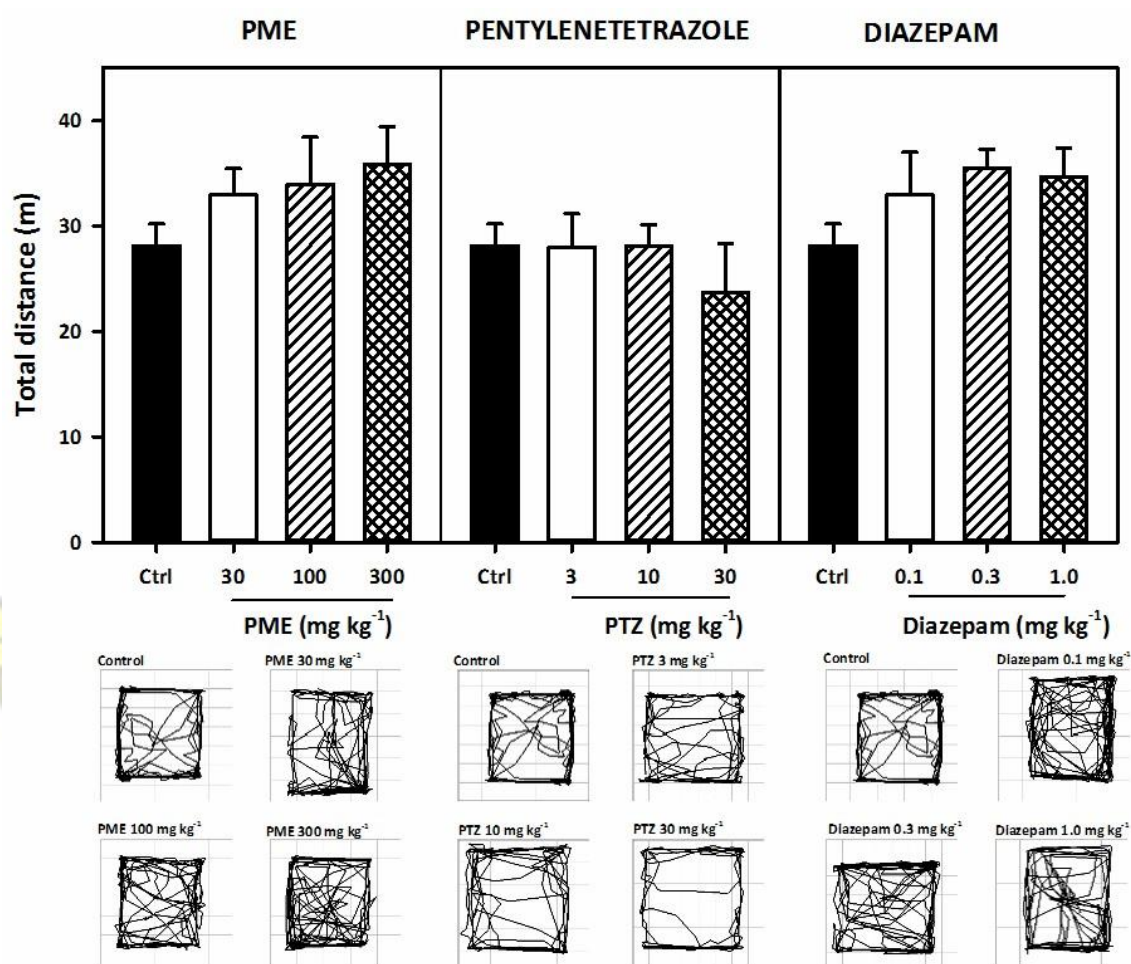 PME PENTYLENETETRAZOLE DIAZEPAM
Total distance (m)
40
30
20
10
0
Ctrl 30 100 300 Ctrl 3 10 30 Ctrl 0.1 0.3 1.0
PME (mg kg⁻¹) PTZ (mg kg⁻¹) Diazepam (mg kg⁻¹)
Control PME 30 mg kg⁻¹ Control PTZ 3 mg kg⁻¹ Control Diazepam 0.1 mg kg⁻¹
PME 100 mg kg⁻¹ PME 300 mg kg⁻¹ PTZ 10 mg kg⁻¹ PTZ 30 mg kg⁻¹ Diazepam 0.3 mg kg⁻¹ Diazepam 1.0 mg kg⁻¹